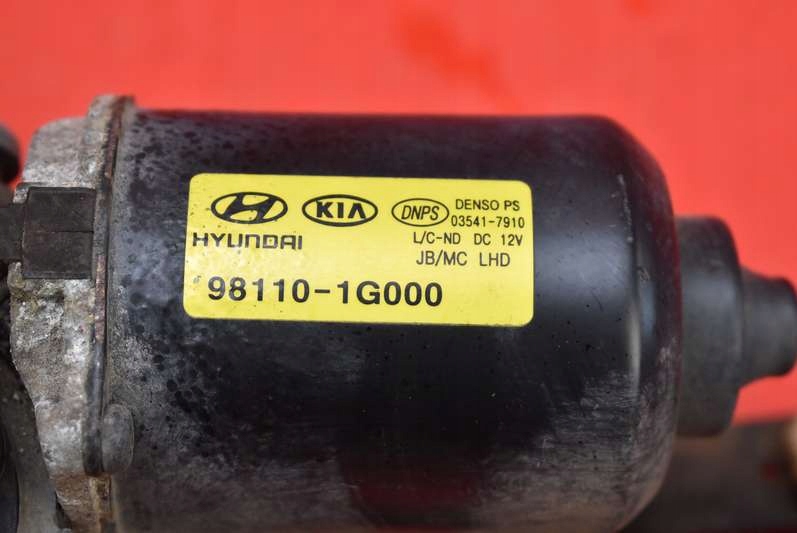 KIA
DNPS
DENSO PS
03541-7910
HYUNDAI
L/C-ND DC 12V
JB/MC LHD
98110-1G000